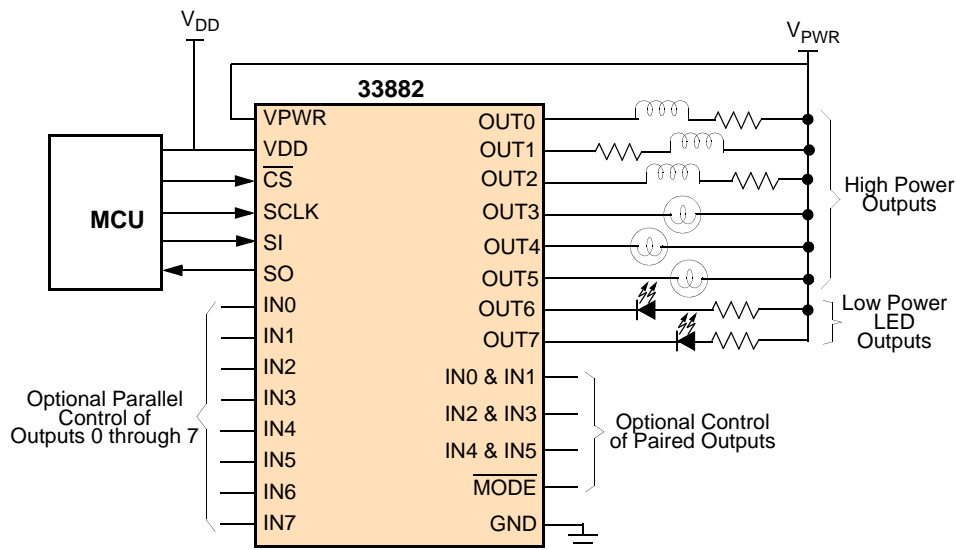 VDD
VPWR
33882
MCU
VPWR
VDD
CS
SCLK
SI
SO
IN0
IN1
IN2
IN3
IN4
IN5
IN6
IN7
Optional Parallel
Control of
Outputs 0 through 7
OUT0
OUT1
OUT2
OUT3
OUT4
OUT5
OUT6
OUT7
IN0 & IN1
IN2 & IN3
IN4 & IN5
MODE
GND
High Power
Outputs
Low Power
LED
Outputs
Optional Control
of Paired Outputs